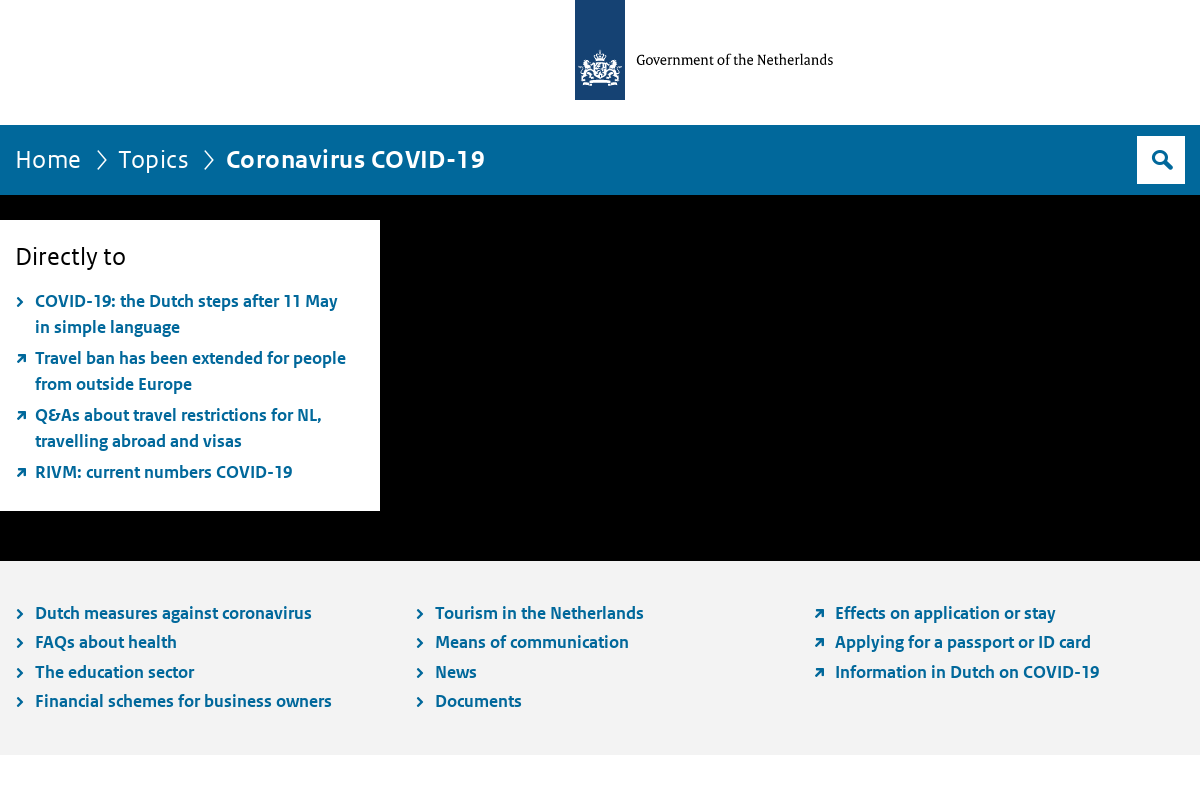 Government of the Netherlands
Home Topics Coronavirus COVID-19
Directly to
COVID-19: the Dutch steps after 11 May
in simple language
Travel ban has been extended for people
from outside Europe
Q&As about travel restrictions for NL,
travelling abroad and visas
RIVM: current numbers COVID-19
Dutch measures against coronavirus
FAQs about health
The education sector
Financial schemes for business owners
Tourism in the Netherlands
Means of communication
News
Documents
Effects on application or stay
Applying for a passport or ID card
Information in Dutch on COVID-19